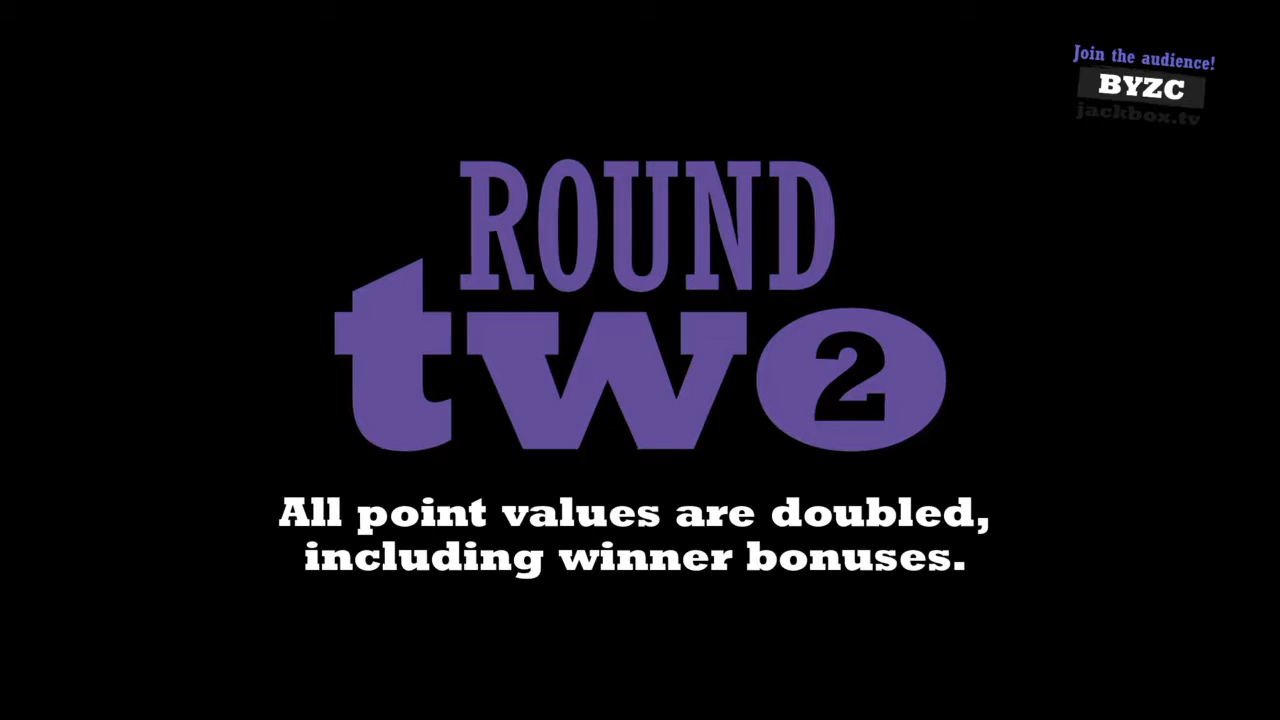 Join the audience!
BYZC
jackbox.tv
ROUND
two
2
All point values are doubled,
including winner bonuses.